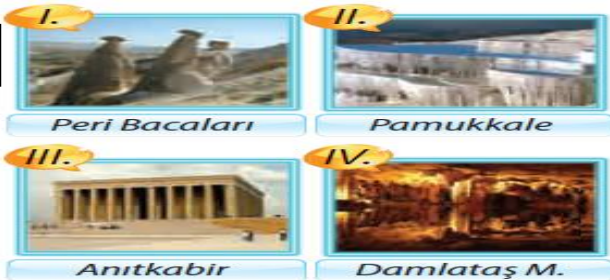 I.
II.
Peri Bacaları
Pamukkale
III.
IV.
Anıtkabir
Damlataş M.